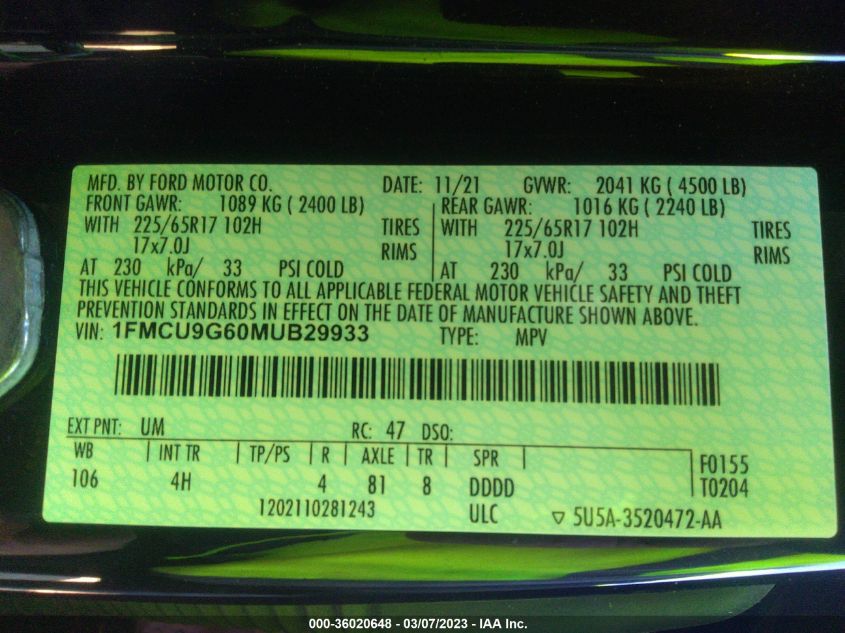 MFD. BY FORD MOTOR CO. DATE: 11/21 GVWR: 2041 KG ( 4500 LB)
FRONT GAWR: 1089 KG ( 2400 LB) REAR GAWR: 1016 KG ( 2240 LB)
WITH 225/65R17 102H TIRES WITH 225/65R17 102H TIRES
17x7.0J RIMS 17x7.0J RIMS
AT 230 kPa/ 33 PSI COLD AT 230 kPa/ 33 PSI COLD
THIS VEHICLE CONFORMS TO ALL APPLICABLE FEDERAL MOTOR VEHICLE SAFETY AND THEFT
PREVENTION STANDARDS IN EFFECT ON THE DATE OF MANUFACTURE SHOWN ABOVE.
VIN: 1FMCU9G60MUB29933 TYPE: MPV
EXT PNT: UM RC: 47 DSO:
WB INT TR TP/PS R AXLE TR SPR F0155
106 4H 4 81 8 DDDD T0204
1202110281243 ULC ▽ 5U5A-3520472-AA
000-36020648 - 03/07/2023 - IAA Inc.